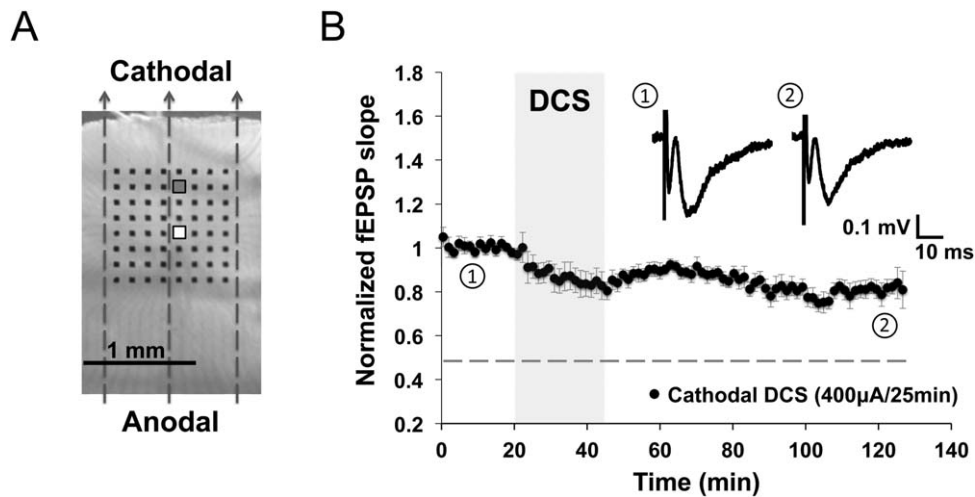 A
Cathodal
1 mm
Anodal
B
Normalized fEPSP slope
1.8
1.6
1.4
1.2
1
0.8
0.6
0.4
0.2
DCS
①
②
0.1 mV
10 ms
①
②
Cathodal DCS (400µA/25min)
0 20 40 60 80 100 120 140
Time (min)